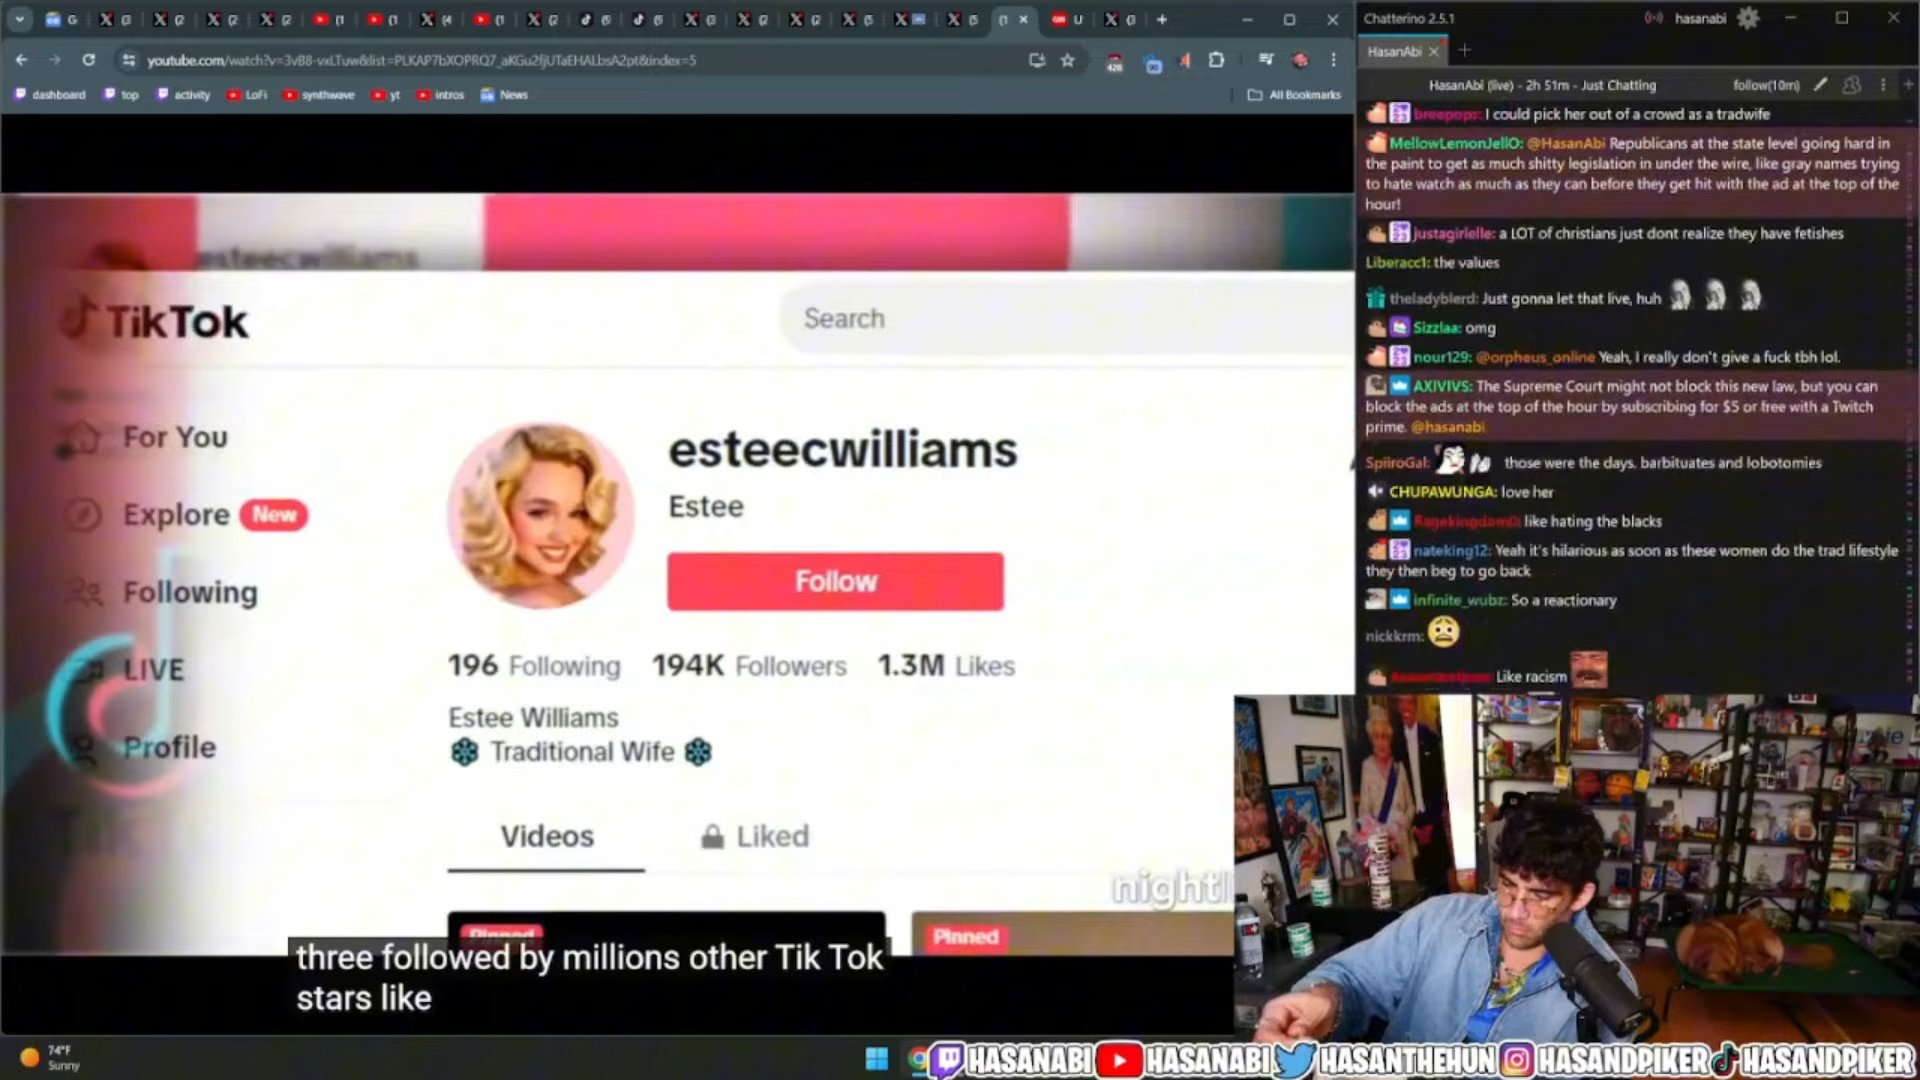 youtube.com/watch?v=3vB8-vxLTuw&list=PLKAP7bXOPRQ7_aKGu2fjUTaEHALbsA2pt&index=5
dashboard top activity LoFi synthwave yt intros News
All Bookmarks
esteecwilliams
TikTok
Search
For You
Explore New
Following
LIVE
Profile
esteecwilliams
Estee
Follow
196 Following 194K Followers 1.3M Likes
Estee Williams
Traditional Wife
Videos Liked
Pinned
Pinned
nightl
three followed by millions other Tik Tok
stars like
74°F
Sunny
Chatterino 2.5.1
hasanabi
HasanAbi
HasanAbi (live) - 2h 51m - Just Chatting
follow(10m)
breepops: I could pick her out of a crowd as a tradwife
MellowLemonJellO: @HasanAbi Republicans at the state level going hard in
the paint to get as much shitty legislation in under the wire, like gray names trying
to hate watch as much as they can before they get hit with the ad at the top of the
hour!
justagirlelle: a LOT of christians just dont realize they have fetishes
Liberacc1: the values
theladyblerd: Just gonna let that live, huh
Sizzlaa: omg
nour129: @orpheus_online Yeah, I really don't give a fuck tbh lol.
AXIVIVS: The Supreme Court might not block this new law, but you can
block the ads at the top of the hour by subscribing for $5 or free with a Twitch
prime. @hasanabi
SpiiroGal: those were the days. barbituates and lobotomies
CHUPAWUNGA: love her
like hating the blacks
nateking12: Yeah it's hilarious as soon as these women do the trad lifestyle
they then beg to go back
infinite_wubz: So a reactionary
nickkrm:
Like racism
HASANABI HASANABI HASANTHEHUN HASANDPIKER HASANDPIKER